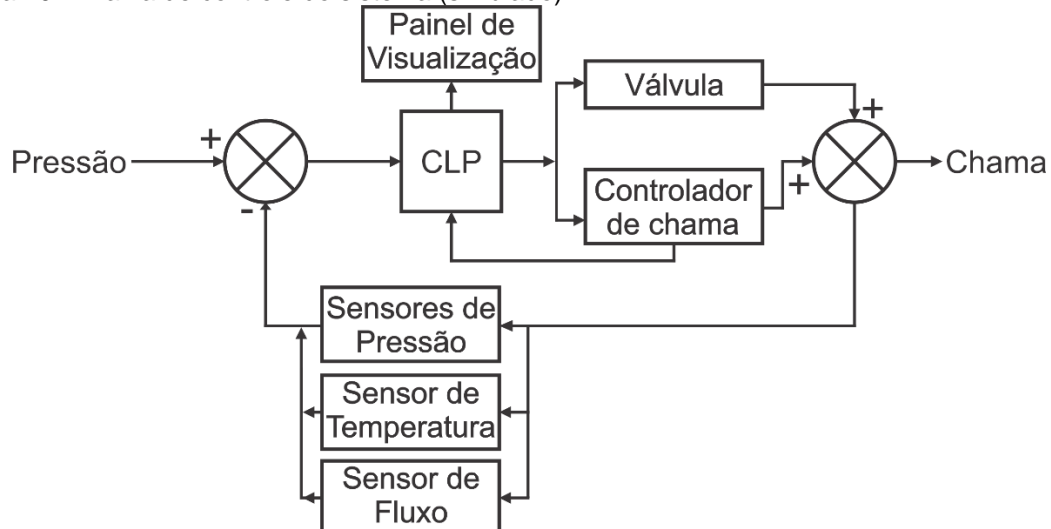 Painel de
Visualização
Válvula
+
+
Pressão
CLP
Chama
Controlador
de chama
+
-
Sensores de
Pressão
Sensor de
Temperatura
Sensor de
Fluxo